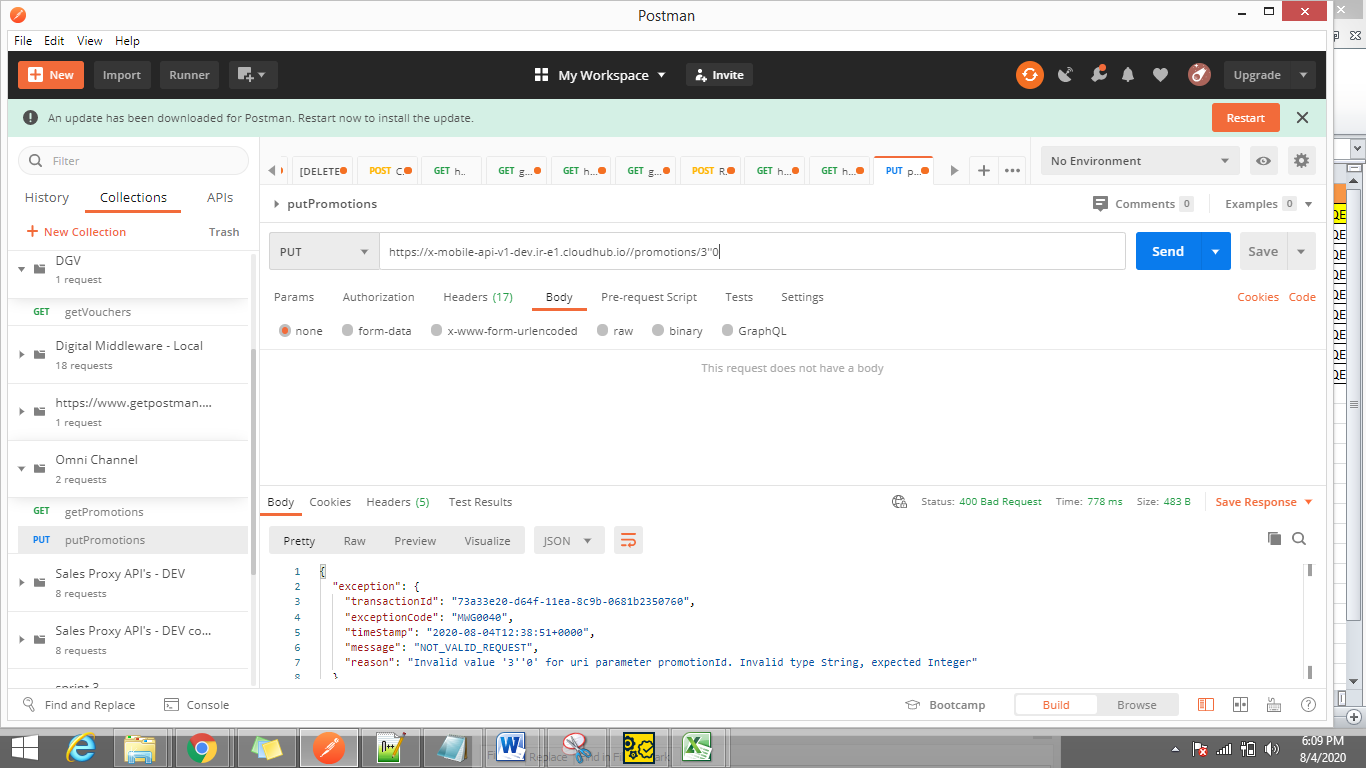 Postman
File Edit View Help
New Import Runner My Workspace Invite Upgrade
An update has been downloaded for Postman. Restart now to install the update. Restart
Filter
History Collections APIs
New Collection Trash
DGV
1 request
GET getVouchers
Digital Middleware - Local
18 requests
https://www.getpostman....
1 request
Omni Channel
2 requests
GET getPromotions
PUT putPromotions
Sales Proxy API's - DEV
8 requests
Sales Proxy API's - DEV co...
8 requests
[DELETE POST C. GET h.. GET g... GET h... GET g... POST R. GET h... GET h... PUT p...
No Environment
putPromotions Comments 0 Examples 0
PUT https://x-mobile-api-v1-dev.ir-e1.cloudhub.io//promotions/3''0 Send Save
Params Authorization Headers (17) Body Pre-request Script Tests Settings Cookies Code
none form-data x-www-form-urlencoded raw binary GraphQL
This request does not have a body
Body Cookies Headers (5) Test Results Status: 400 Bad Request Time: 778 ms Size: 483 B Save Response
Pretty Raw Preview Visualize JSON
1 {
2 "exception": {
3 "transactionId": "73a33e20-d64f-11ea-8c9b-0681b2350760",
4 "exceptionCode": "MWG0040",
5 "timeStamp": "2020-08-04T12:38:51+0000",
6 "message": "NOT_VALID_REQUEST",
7 "reason": "Invalid value '3''0' for uri parameter promotionId. Invalid type String, expected Integer"
8 }
Find and Replace Console Bootcamp Build Browse
6:09 PM
8/4/2020